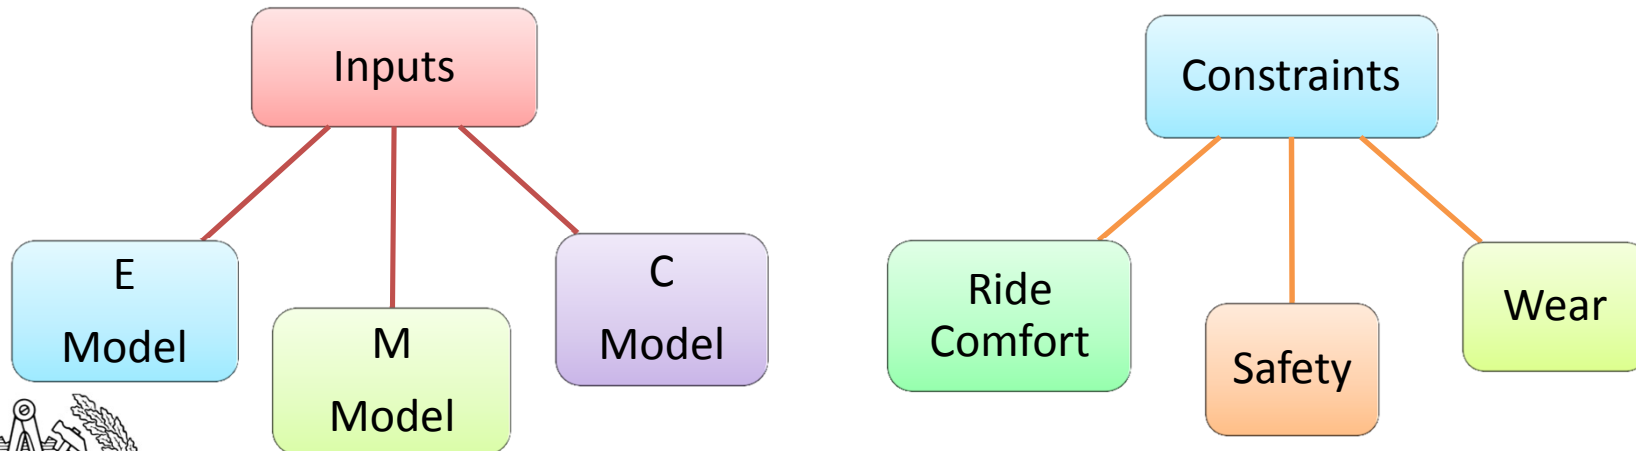 Inputs
E
Model
M
Model
C
Model
Constraints
Ride
Comfort
Safety
Wear